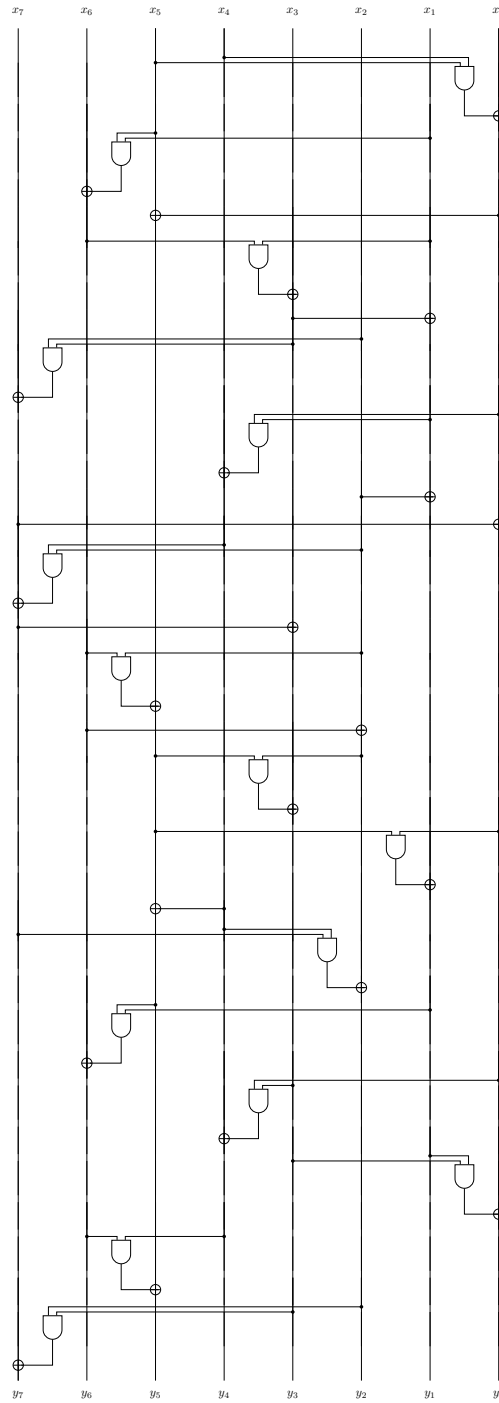 x₇ x₆ x₅ x₄ x₃ x₂ x₁ x
y₇ y₆ y₅ y₄ y₃ y₂ y₁ y